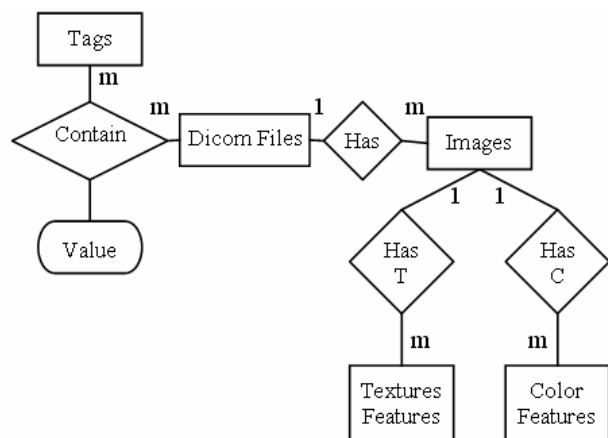 Tags
m
Contain
m
Dicom Files
1
Has
m
Images
Value
1
1
Has
T
Has
C
m
m
Textures
Features
Color
Features